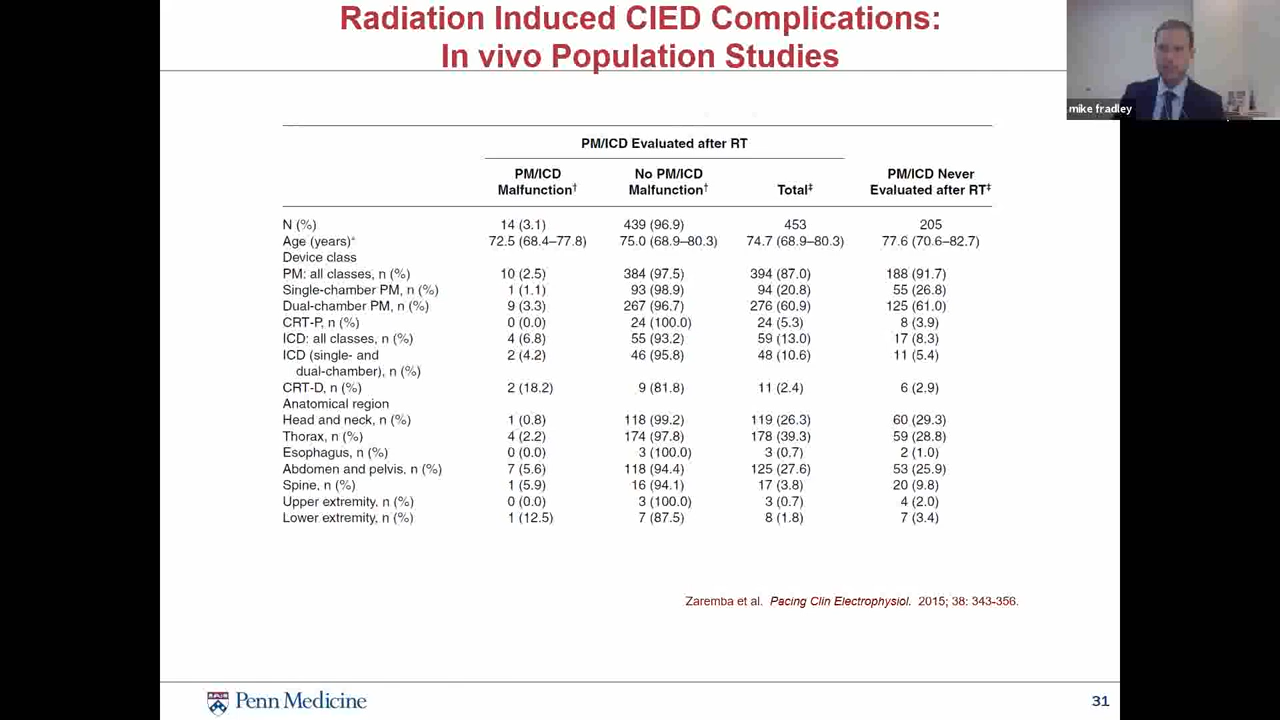 Radiation Induced CIED Complications:
In vivo Population Studies
mike fradley
PM/ICD Evaluated after RT
PM/ICD Malfunction† No PM/ICD Malfunction† Total‡ PM/ICD Never Evaluated after RT‡
N (%) 14 (3.1) 439 (96.9) 453 205
Age (years)* 72.5 (68.4–77.8) 75.0 (68.9–80.3) 74.7 (68.9–80.3) 77.6 (70.6–82.7)
Device class
PM: all classes, n (%) 10 (2.5) 384 (97.5) 394 (87.0) 188 (91.7)
Single-chamber PM, n (%) 1 (1.1) 93 (98.9) 94 (20.8) 55 (26.8)
Dual-chamber PM, n (%) 9 (3.3) 267 (96.7) 276 (60.9) 125 (61.0)
CRT-P, n (%) 0 (0.0) 24 (100.0) 24 (5.3) 8 (3.9)
ICD: all classes, n (%) 4 (6.8) 55 (93.2) 59 (13.0) 17 (8.3)
ICD (single- and 2 (4.2) 46 (95.8) 48 (10.6) 11 (5.4)
dual-chamber), n (%)
CRT-D, n (%) 2 (18.2) 9 (81.8) 11 (2.4) 6 (2.9)
Anatomical region
Head and neck, n (%) 1 (0.8) 118 (99.2) 119 (26.3) 60 (29.3)
Thorax, n (%) 4 (2.2) 174 (97.8) 178 (39.3) 59 (28.8)
Esophagus, n (%) 0 (0.0) 3 (100.0) 3 (0.7) 2 (1.0)
Abdomen and pelvis, n (%) 7 (5.6) 118 (94.4) 125 (27.6) 53 (25.9)
Spine, n (%) 1 (5.9) 16 (94.1) 17 (3.8) 20 (9.8)
Upper extremity, n (%) 0 (0.0) 3 (100.0) 3 (0.7) 4 (2.0)
Lower extremity, n (%) 1 (12.5) 7 (87.5) 8 (1.8) 7 (3.4)
Zaremba et al. Pacing Clin Electrophysiol. 2015; 38: 343-356.
Penn Medicine
31